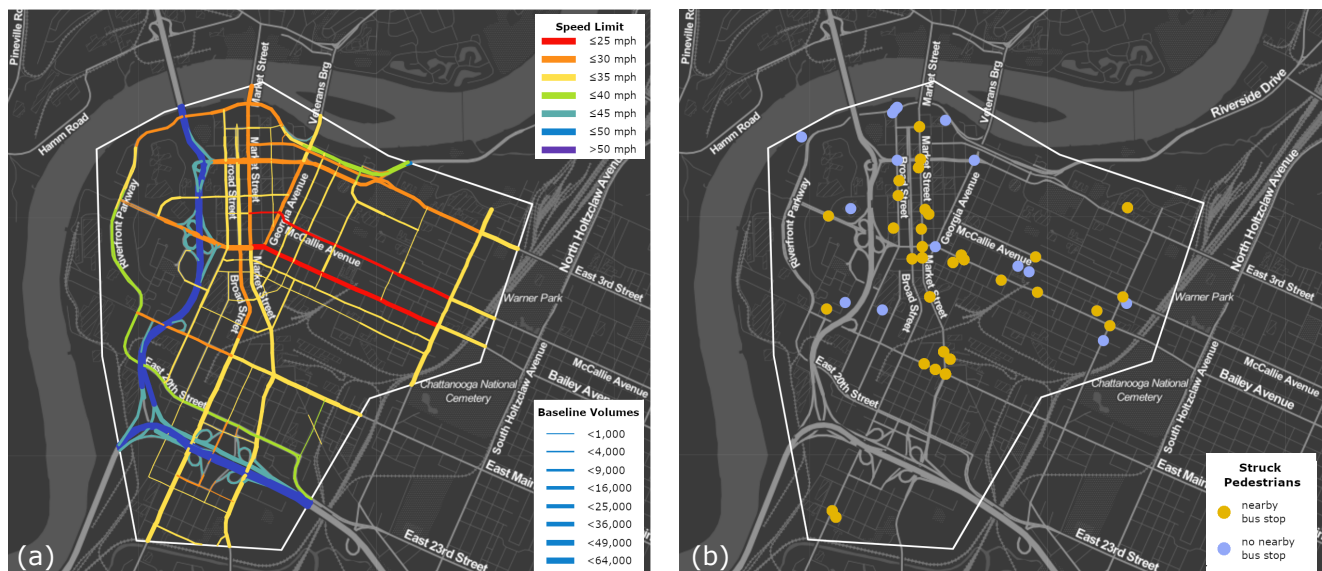 Pineville Road
Hamm Road
Market Street
Veterans Brg
Speed Limit
≤25 mph
≤30 mph
≤35 mph
≤40 mph
≤45 mph
≤50 mph
>50 mph
Riverfront Parkway
Broad Street
Market Street
Georgia Avenue
McCallie Avenue
North Holtzclaw Avenue
East 3rd Street
Warner Park
Broad Street
Market Street
East 20th Street
Chattanooga National
Cemetery
McCallie Avenue
Bailey Avenue
South Holtzclaw Avenue
East Main
East 23rd Street
Baseline Volumes
<1,000
<4,000
<9,000
<16,000
<25,000
<36,000
<49,000
<64,000
(a)
Pineville Road
Hamm Road
Market Street
Veterans Brg
Riverside Drive
Riverfront Parkway
Broad Street
Market Street
Georgia Avenue
McCallie Avenue
North Holtzclaw Avenue
East 3rd Street
Warner Park
Broad Street
Market Street
East 20th Street
Chattanooga National
Cemetery
McCallie Avenue
Bailey Avenue
South Holtzclaw Avenue
East Main
East 23rd Street
Struck
Pedestrians
nearby
bus stop
no nearby
bus stop
(b)